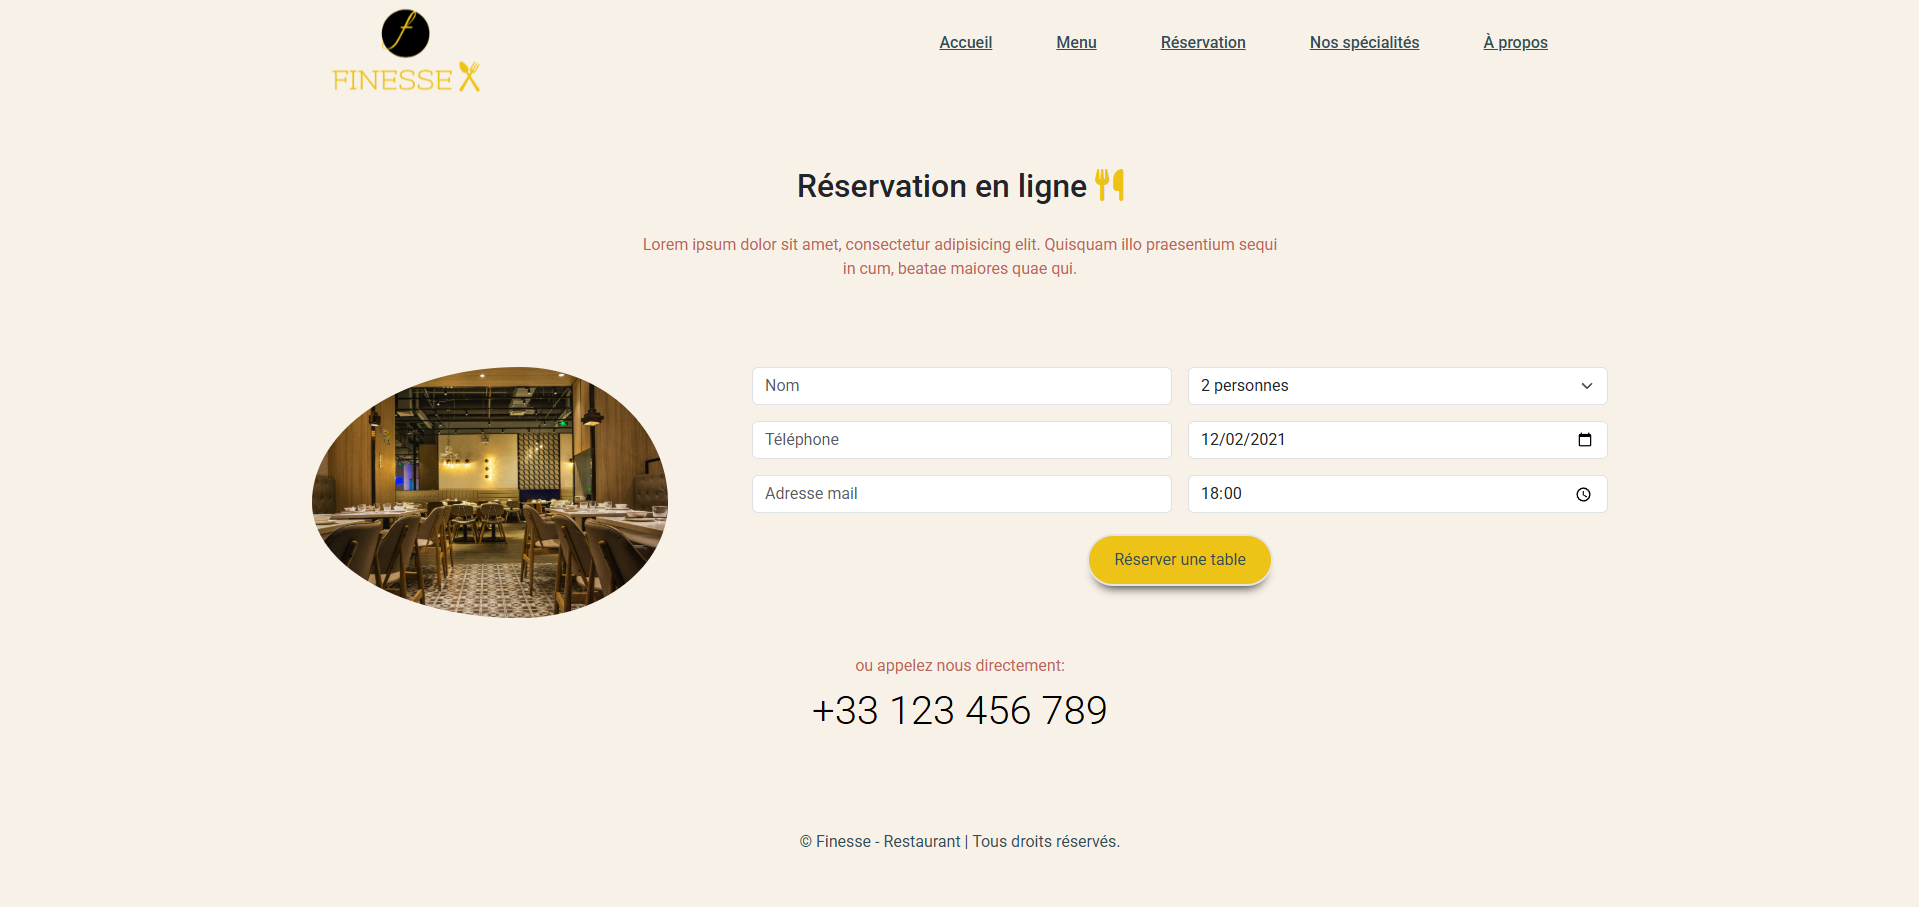 f
FINESSE
Accueil Menu Réservation Nos spécialités À propos
Réservation en ligne
Lorem ipsum dolor sit amet, consectetur adipisicing elit. Quisquam illo praesentium sequi
in cum, beatae maiores quae qui.
Nom 2 personnes
Téléphone 12/02/2021
Adresse mail 18:00
Réserver une table
ou appelez nous directement:
+33 123 456 789
© Finesse - Restaurant | Tous droits réservés.